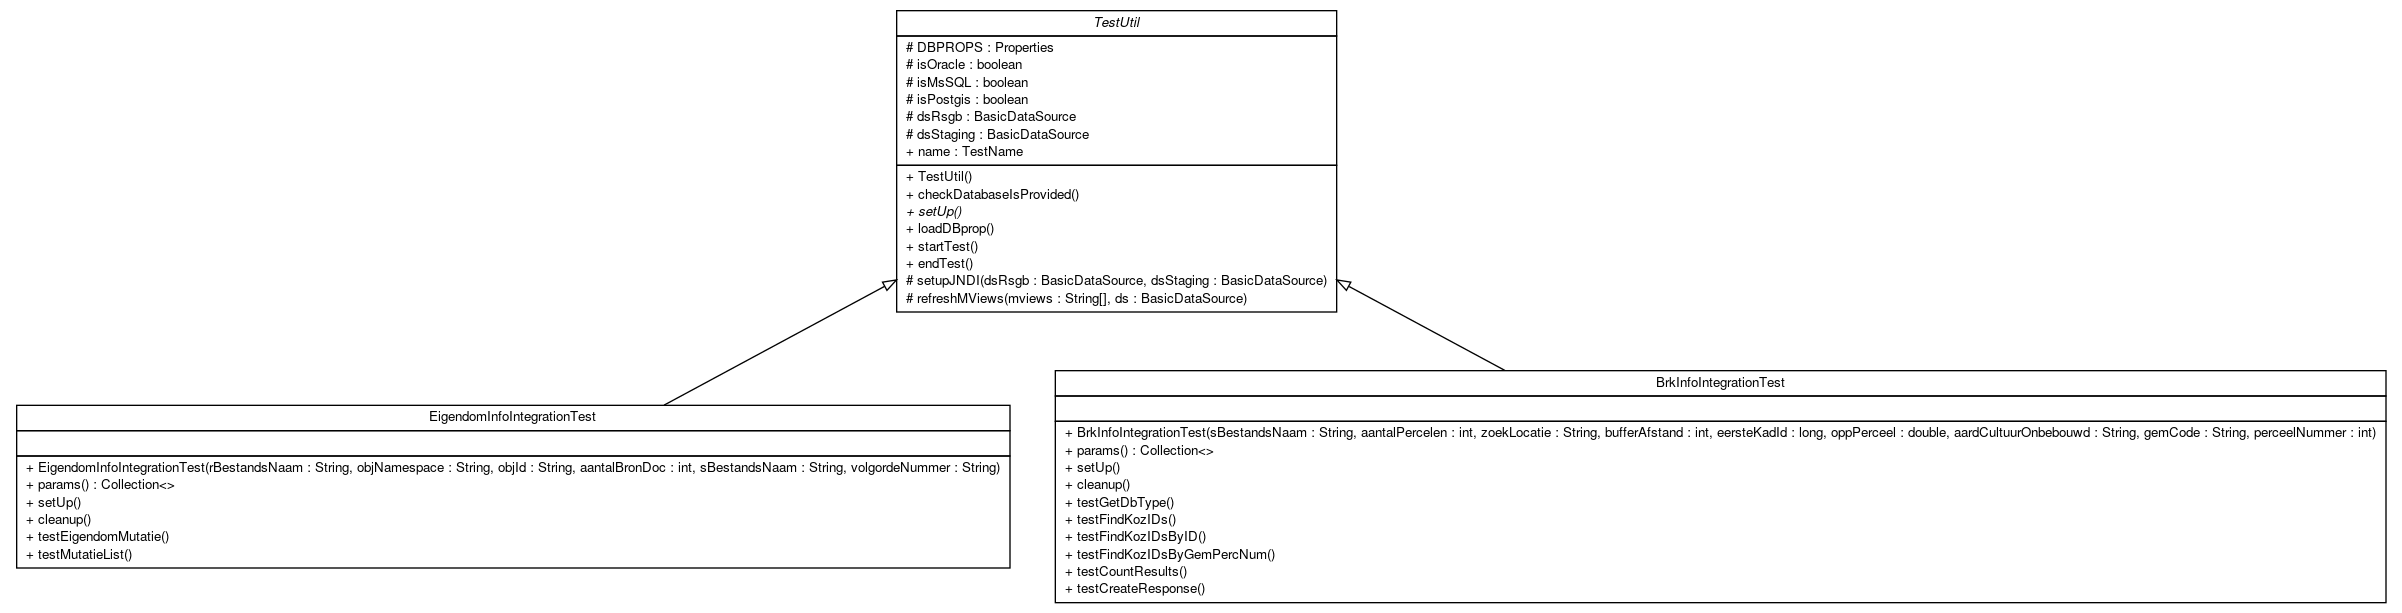 TestUtil
# DBPROPS : Properties
# isOracle : boolean
# isMsSQL : boolean
# isPostgis : boolean
# dsRsgb : BasicDataSource
# dsStaging : BasicDataSource
+ name : TestName
+ TestUtil()
+ checkDatabaseIsProvided()
+ setUp()
+ loadDBprop()
+ startTest()
+ endTest()
# setupJNDI(dsRsgb : BasicDataSource, dsStaging : BasicDataSource)
# refreshMViews(mviews : String[], ds : BasicDataSource)
EigendomInfoIntegrationTest
+ EigendomInfoIntegrationTest(rBestandsNaam : String, objNamespace : String, objId : String, aantalBronDoc : int, sBestandsNaam : String, volgordeNummer : String)
+ params() : Collection<>
+ setUp()
+ cleanup()
+ testEigendomMutatie()
+ testMutatieList()
BrkInfoIntegrationTest
+ BrkInfoIntegrationTest(sBestandsNaam : String, aantalPercelen : int, zoekLocatie : String, bufferAfstand : int, eersteKadId : long, oppPerceel : double, aardCultuurOnbebouwd : String, gemCode : String, perceelNummer : int)
+ params() : Collection<>
+ setUp()
+ cleanup()
+ testGetDbType()
+ testFindKozIDs()
+ testFindKozIDsByID()
+ testFindKozIDsByGemPercNum()
+ testCountResults()
+ testCreateResponse()